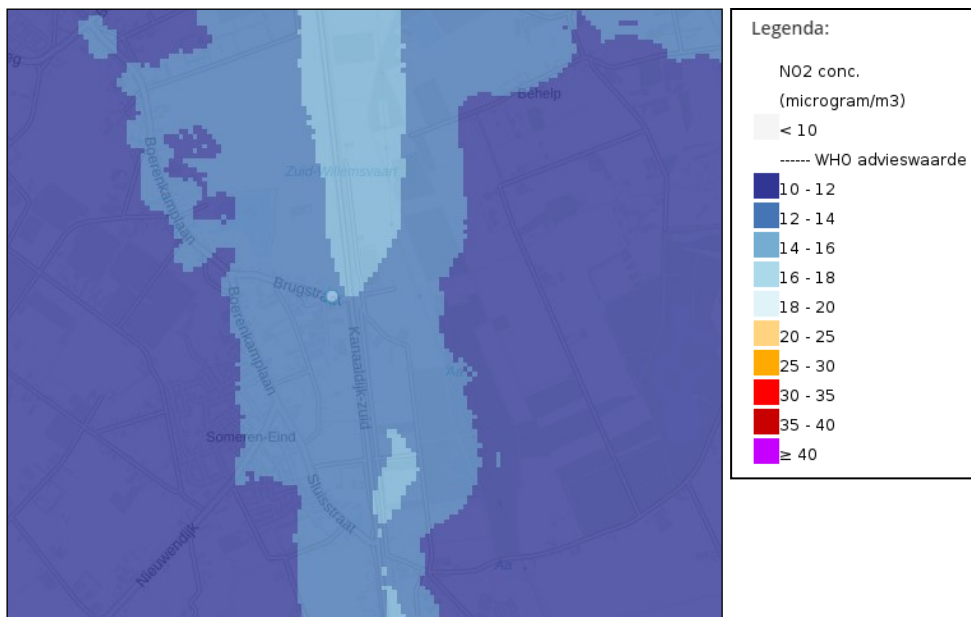 Behelp
Zuid-Willemsvaart
Boerenkamplaan
Brugstraat
Boerenkamplaan
Kanaaldijk-zuid
Aa
Someren-Eind
Sluisstraat
Nieuwendijk
Aa
Legenda:
NO2 conc.
(microgram/m3)
< 10
------ WHO advieswaarde
10 - 12
12 - 14
14 - 16
16 - 18
18 - 20
20 - 25
25 - 30
30 - 35
35 - 40
≥ 40